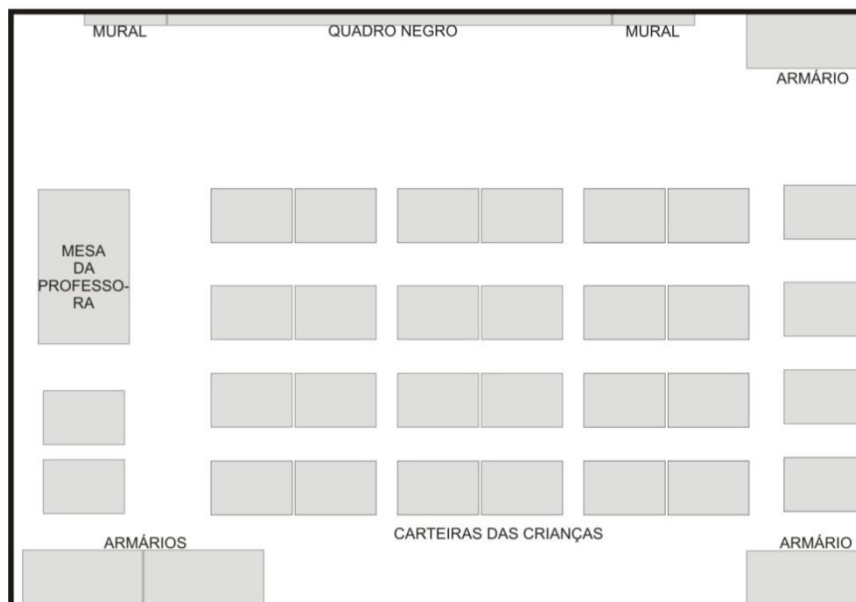 MURAL
QUADRO NEGRO
MURAL
ARMÁRIO
MESA
DA
PROFESSO-
RA
CARTEIRAS DAS CRIANÇAS
ARMÁRIOS
ARMÁRIO